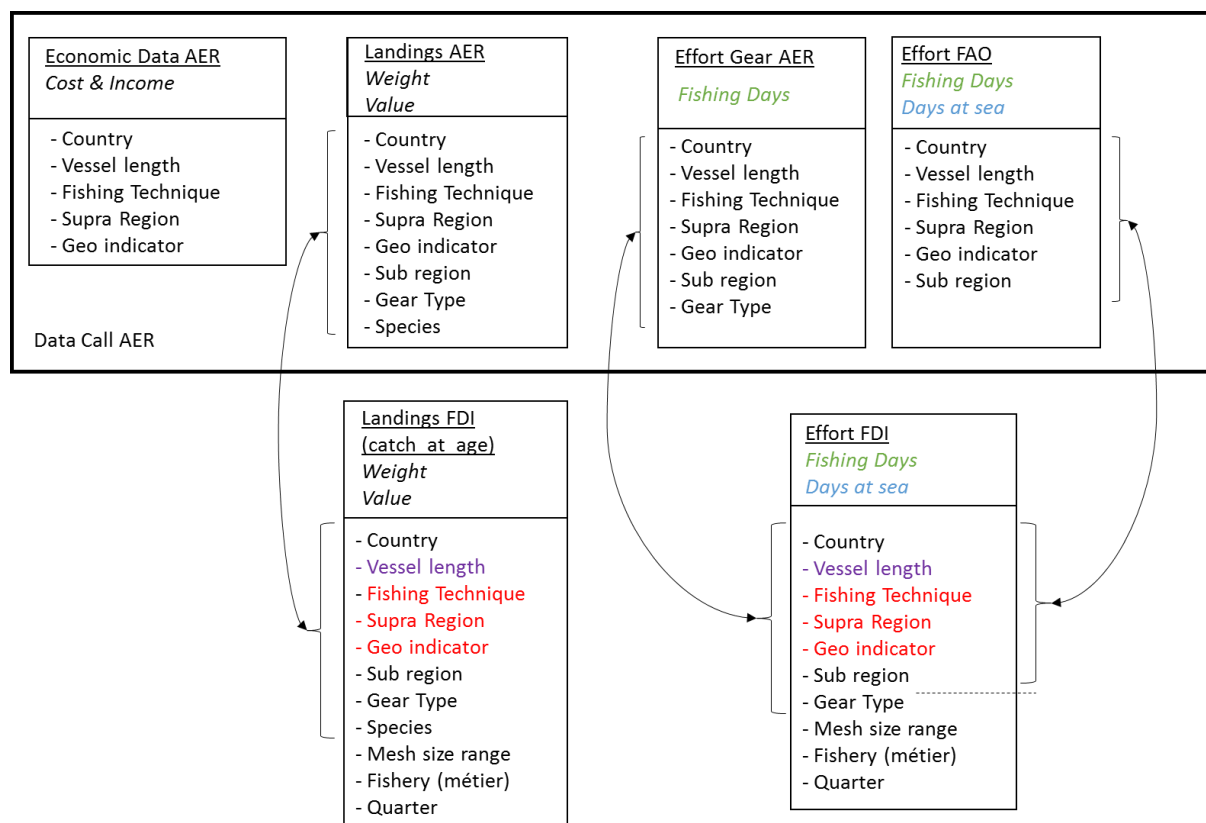 Economic Data AER
Cost & Income
- Country
- Vessel length
- Fishing Technique
- Supra Region
- Geo indicator
Landings AER
Weight
Value
- Country
- Vessel length
- Fishing Technique
- Supra Region
- Geo indicator
- Sub region
- Gear Type
- Species
Effort Gear AER
Fishing Days
- Country
- Vessel length
- Fishing Technique
- Supra Region
- Geo indicator
- Sub region
- Gear Type
Effort FAO
Fishing Days
Days at sea
- Country
- Vessel length
- Fishing Technique
- Supra Region
- Geo indicator
- Sub region
Data Call AER
Landings FDI
(catch at age)
Weight
Value
- Country
- Vessel length
- Fishing Technique
- Supra Region
- Geo indicator
- Sub region
- Gear Type
- Species
- Mesh size range
- Fishery (métier)
- Quarter
Effort FDI
Fishing Days
Days at sea
- Country
- Vessel length
- Fishing Technique
- Supra Region
- Geo indicator
- Sub region
- Gear Type
- Mesh size range
- Fishery (métier)
- Quarter